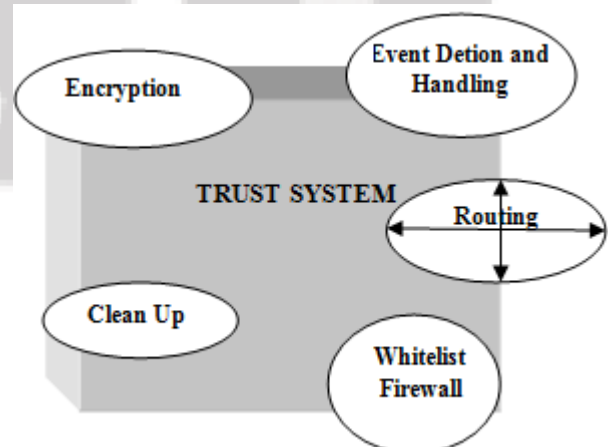 Encryption
Event Detion and
Handling
TRUST SYSTEM
Routing
Clean Up
Whitelist
Firewall